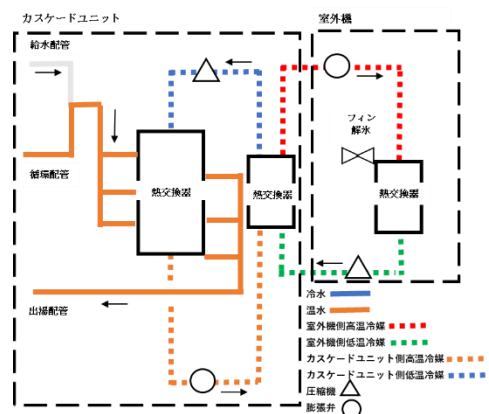 カスケードユニット
室外機
給水配管
フィン
解氷
循環配管
熱交換器
熱交換器
熱交換器
出湯配管
冷水
温水
室外機側高温冷媒
室外機側低温冷媒
カスケードユニット側高温冷媒
カスケードユニット側低温冷媒
圧縮機
膨張弁